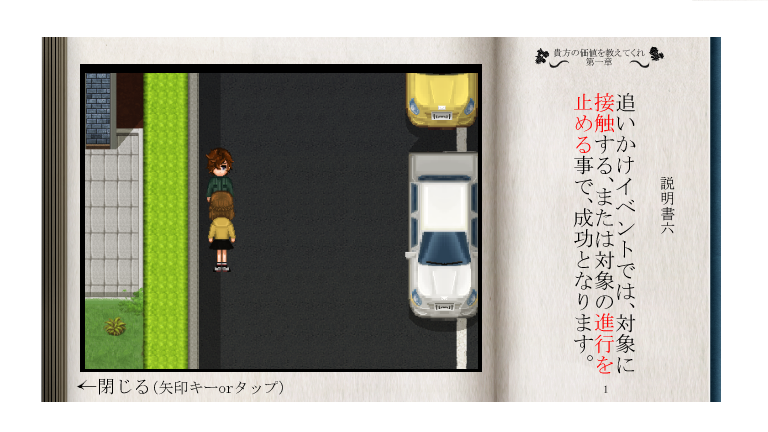 貴方の価値を教えてくれ
第一章
説明書六
追いかけイベントでは、対象に
接触する、または対象の進行を
止める事で、成功となります。
1
←閉じる(矢印キーorタップ)